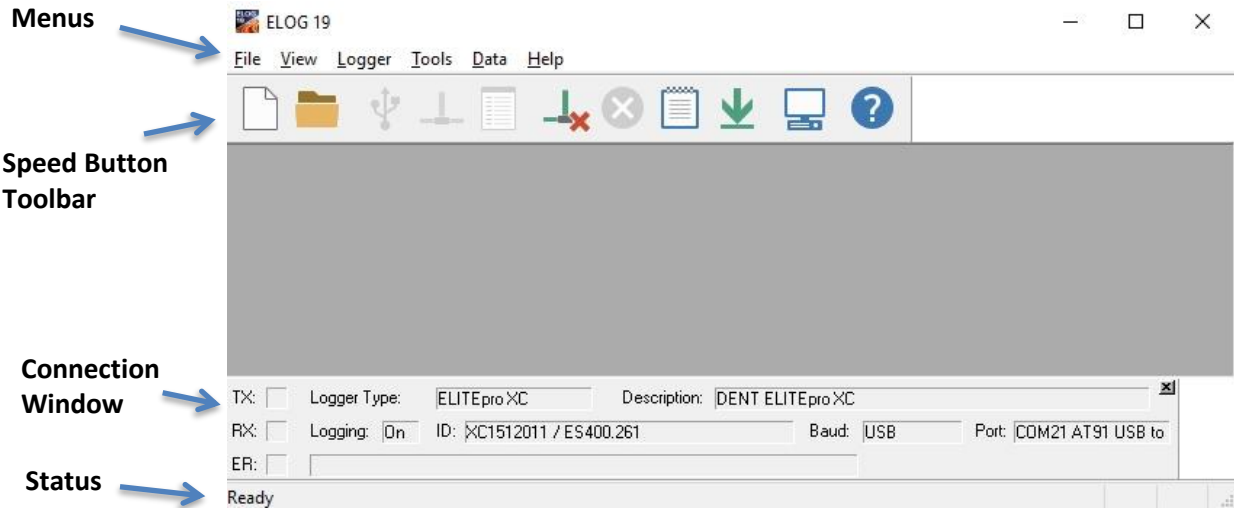 Menus
ELOG 19
File View Logger Tools Data Help
Speed Button
Toolbar
Connection
Window
TX: Logger Type: ELITEpro XC Description: DENT ELITEpro XC
RX: Logging: On ID: XC1512011 / ES400.261 Baud: USB Port: COM21 AT91 USB to
ER:
Status
Ready